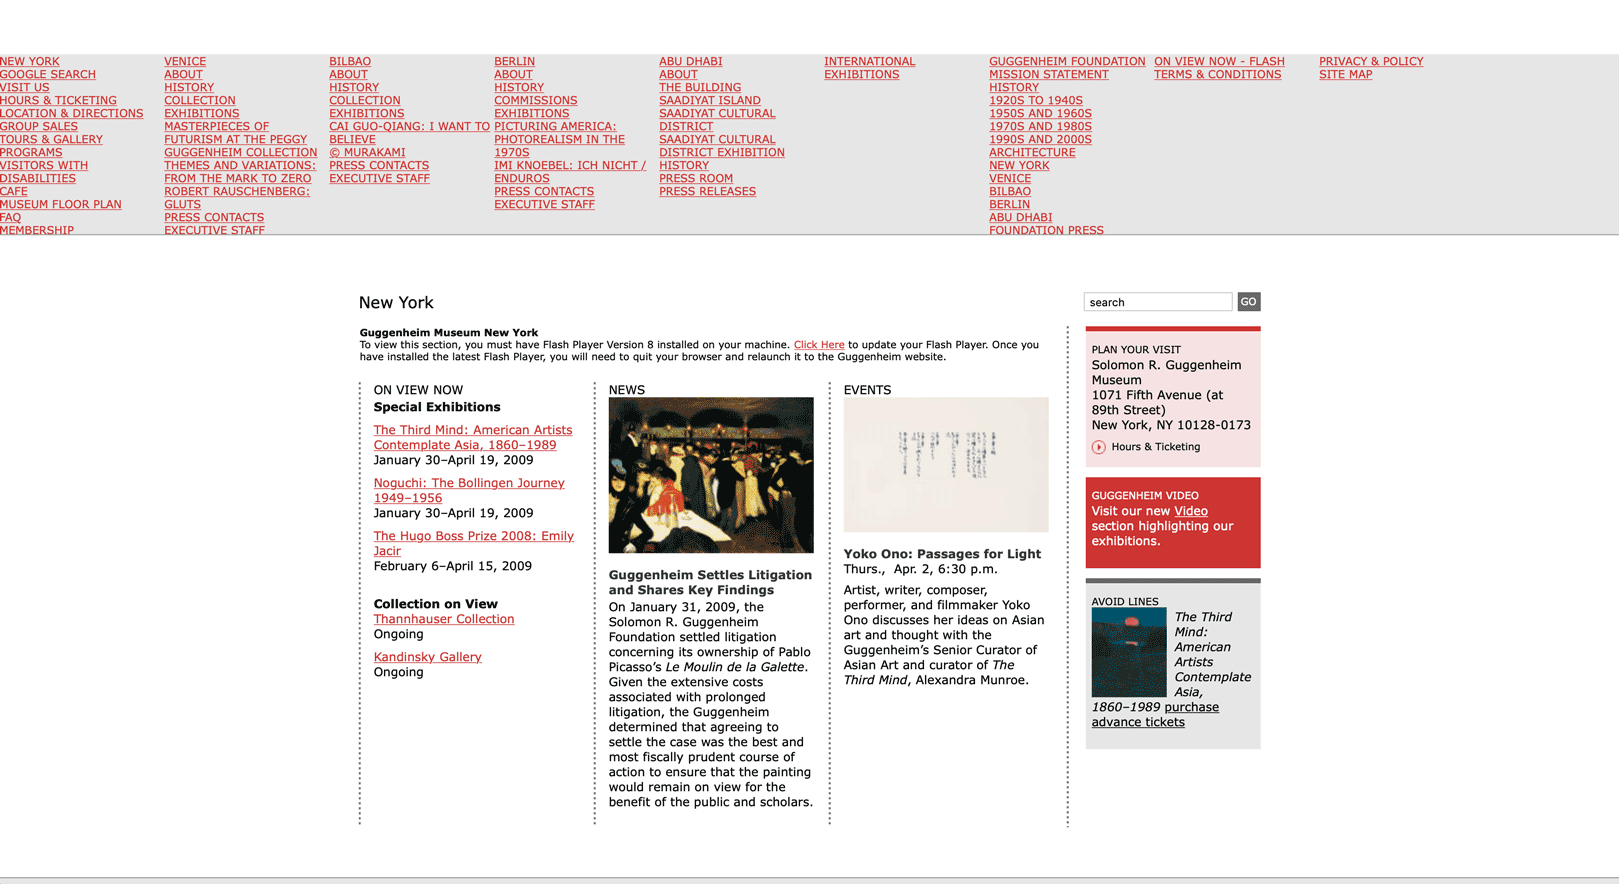 NEW YORK
GOOGLE SEARCH
VISIT US
HOURS & TICKETING
LOCATION & DIRECTIONS
GROUP SALES
TOURS & GALLERY
PROGRAMS
VISITORS WITH
DISABILITIES
CAFE
MUSEUM FLOOR PLAN
FAQ
MEMBERSHIP
VENICE
ABOUT
HISTORY
COLLECTION
EXHIBITIONS
MASTERPIECES OF
FUTURISM AT THE PEGGY
GUGGENHEIM COLLECTION
THEMES AND VARIATIONS:
FROM THE MARK TO ZERO
ROBERT RAUSCHENBERG:
GLUTS
PRESS CONTACTS
EXECUTIVE STAFF
BILBAO
ABOUT
HISTORY
COLLECTION
EXHIBITIONS
CAI GUO-QIANG: I WANT TO
BELIEVE
© MURAKAMI
PRESS CONTACTS
EXECUTIVE STAFF
BERLIN
ABOUT
HISTORY
COMMISSIONS
EXHIBITIONS
PICTURING AMERICA:
PHOTOREALISM IN THE
1970S
IMI KNOEBEL: ICH NICHT /
ENDUROS
PRESS CONTACTS
EXECUTIVE STAFF
ABU DHABI
ABOUT
THE BUILDING
SAADIYAT ISLAND
SAADIYAT CULTURAL
DISTRICT
SAADIYAT CULTURAL
DISTRICT EXHIBITION
HISTORY
PRESS ROOM
PRESS RELEASES
INTERNATIONAL
EXHIBITIONS
GUGGENHEIM FOUNDATION
MISSION STATEMENT
HISTORY
1920S TO 1940S
1950S AND 1960S
1970S AND 1980S
1990S AND 2000S
ARCHITECTURE
NEW YORK
VENICE
BILBAO
BERLIN
ABU DHABI
FOUNDATION PRESS
ON VIEW NOW - FLASH
TERMS & CONDITIONS
PRIVACY & POLICY
SITE MAP
New York
search
GO
Guggenheim Museum New York
To view this section, you must have Flash Player Version 8 installed on your machine. Click Here to update your Flash Player. Once you
have installed the latest Flash Player, you will need to quit your browser and relaunch it to the Guggenheim website.
ON VIEW NOW
Special Exhibitions
The Third Mind: American Artists
Contemplate Asia, 1860–1989
January 30–April 19, 2009
Noguchi: The Bollingen Journey
1949–1956
January 30–April 19, 2009
The Hugo Boss Prize 2008: Emily
Jacir
February 6–April 15, 2009
Collection on View
Thannhauser Collection
Ongoing
Kandinsky Gallery
Ongoing
NEWS
Guggenheim Settles Litigation
and Shares Key Findings
On January 31, 2009, the
Solomon R. Guggenheim
Foundation settled litigation
concerning its ownership of Pablo
Picasso’s Le Moulin de la Galette.
Given the extensive costs
associated with prolonged
litigation, the Guggenheim
determined that agreeing to
settle the case was the best and
most fiscally prudent course of
action to ensure that the painting
would remain on view for the
benefit of the public and scholars.
EVENTS
Yoko Ono: Passages for Light
Thurs.,  Apr. 2, 6:30 p.m.
Artist, writer, composer,
performer, and filmmaker Yoko
Ono discusses her ideas on Asian
art and thought with the
Guggenheim’s Senior Curator of
Asian Art and curator of The
Third Mind, Alexandra Munroe.
PLAN YOUR VISIT
Solomon R. Guggenheim
Museum
1071 Fifth Avenue (at
89th Street)
New York, NY 10128-0173
Hours & Ticketing
GUGGENHEIM VIDEO
Visit our new Video
section highlighting our
exhibitions.
AVOID LINES
The Third
Mind:
American
Artists
Contemplate
Asia,
1860–1989 purchase
advance tickets